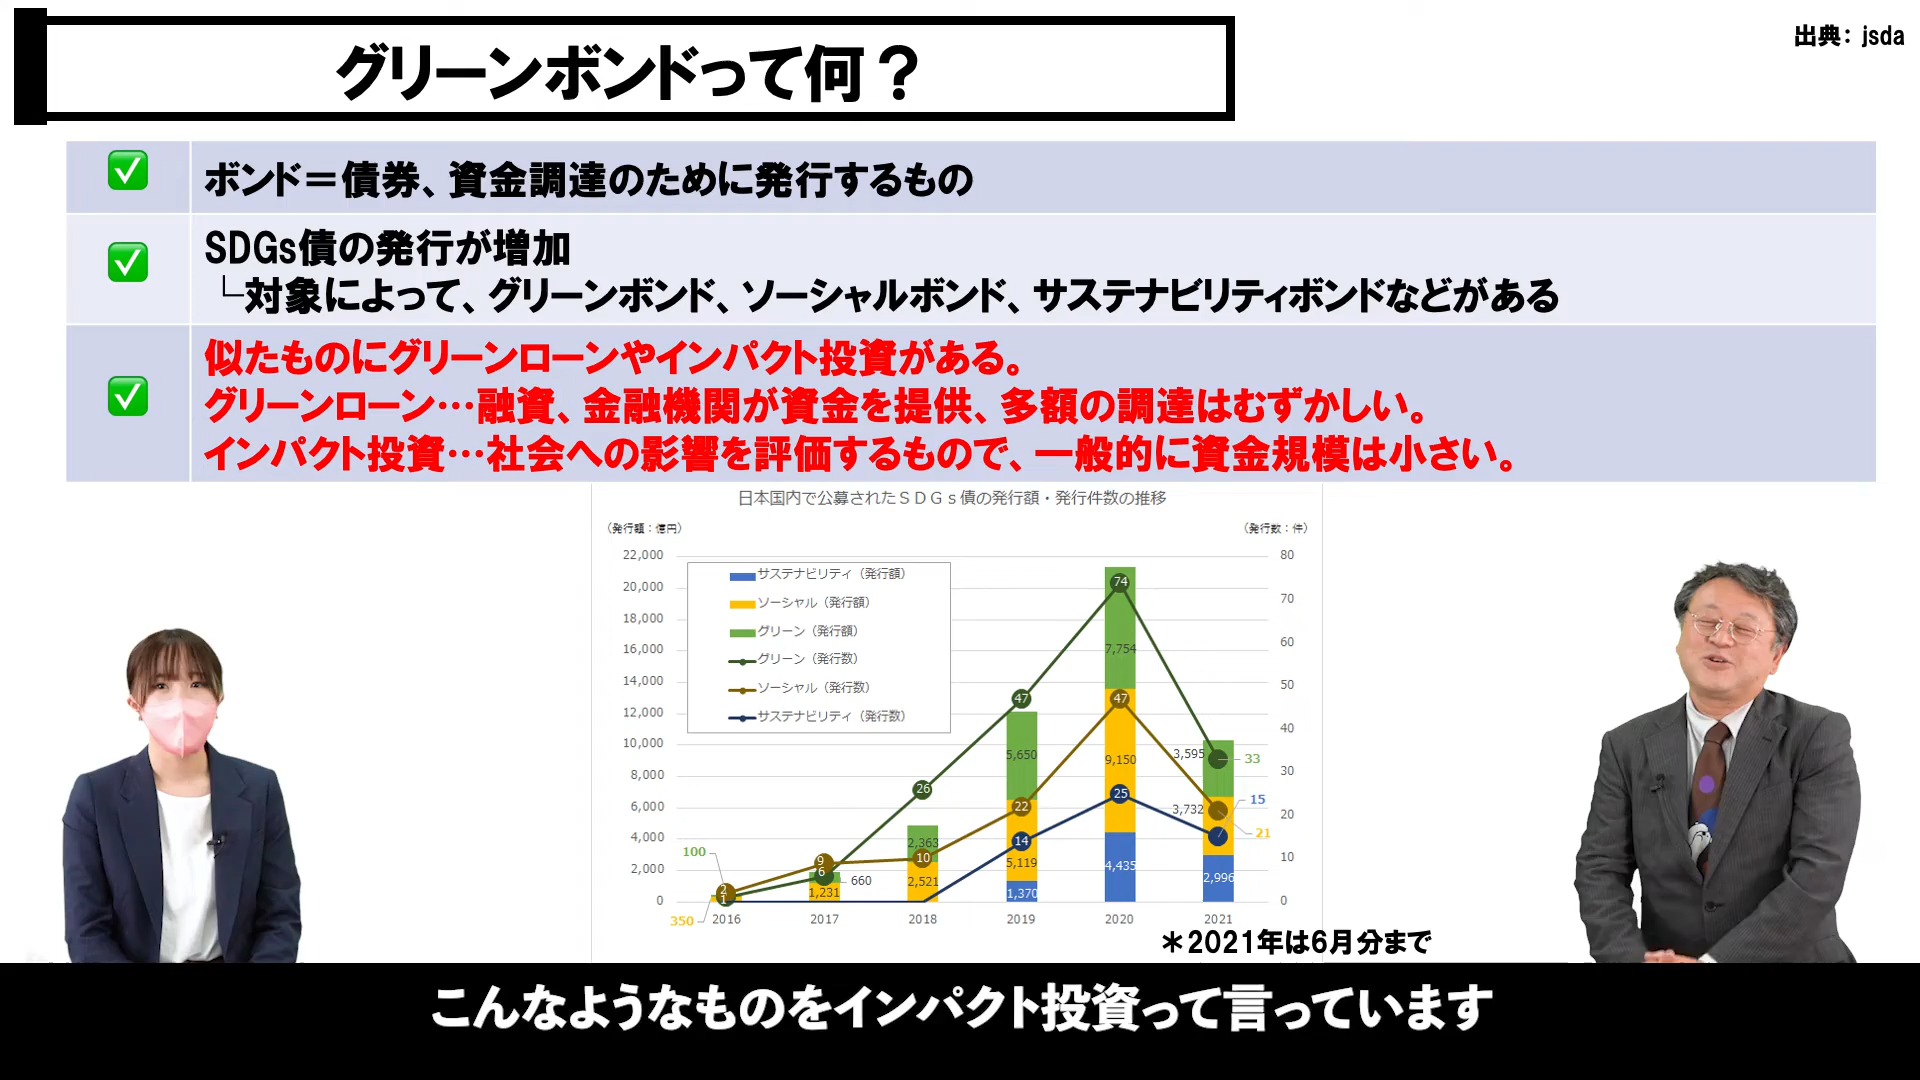 グリーンボンドって何？
出典： jsda
ボンド＝債券、資金調達のために発行するもの
SDGs債の発行が増加
└対象によって、グリーンボンド、ソーシャルボンド、サステナビリティボンドなどがある
似たものにグリーンローンやインパクト投資がある。
グリーンローン…融資、金融機関が資金を提供、多額の調達はむずかしい。
インパクト投資…社会への影響を評価するもので、一般的に資金規模は小さい。
日本国内で公募されたＳＤＧｓ債の発行額・発行件数の推移
（発行額：億円）
（発行数：件）
22,000
20,000
18,000
16,000
14,000
12,000
10,000
8,000
6,000
4,000
2,000
0
サステナビリティ（発行額）
ソーシャル（発行額）
グリーン（発行額）
グリーン（発行数）
ソーシャル（発行数）
サステナビリティ（発行数）
100
350
2
1
9
6
1,231
660
26
2,363
10
2,521
47
5,650
22
14
5,119
1,370
74
7,754
47
9,150
25
4,435
3,595
33
15
3,732
21
2,996
80
70
60
50
40
30
20
10
0
2016 2017 2018 2019 2020 2021
＊2021年は6月分まで
こんなようなものをインパクト投資って言っています